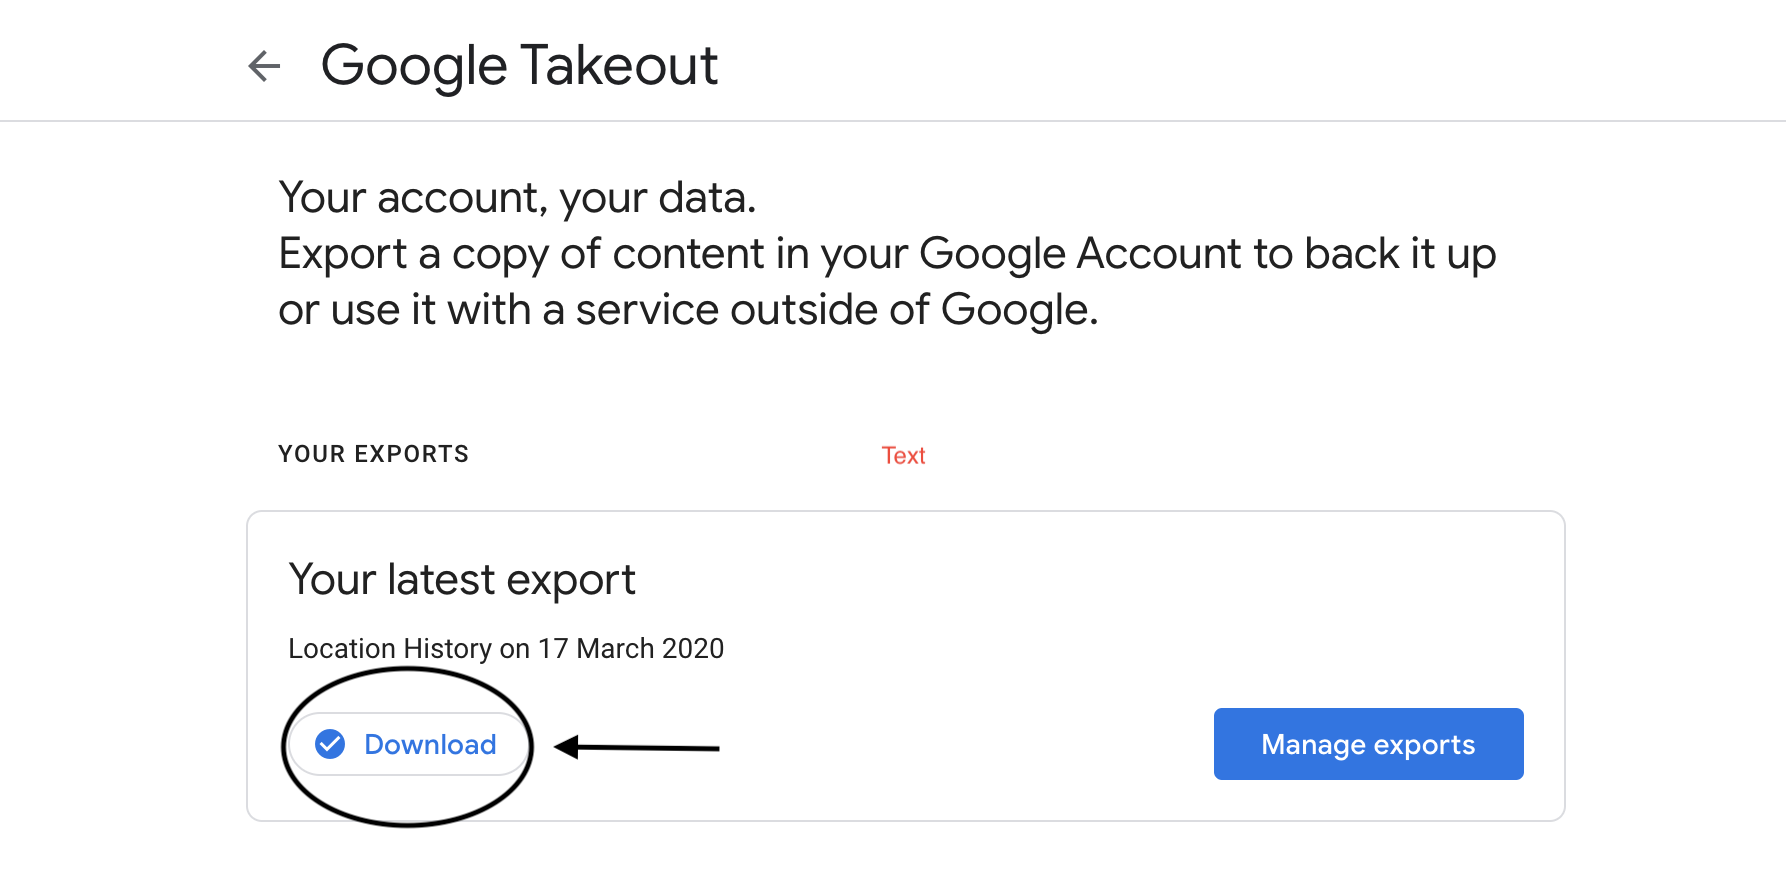 Google Takeout
Your account, your data.
Export a copy of content in your Google Account to back it up
or use it with a service outside of Google.
YOUR EXPORTS
Text
Your latest export
Location History on 17 March 2020
Download
Manage exports